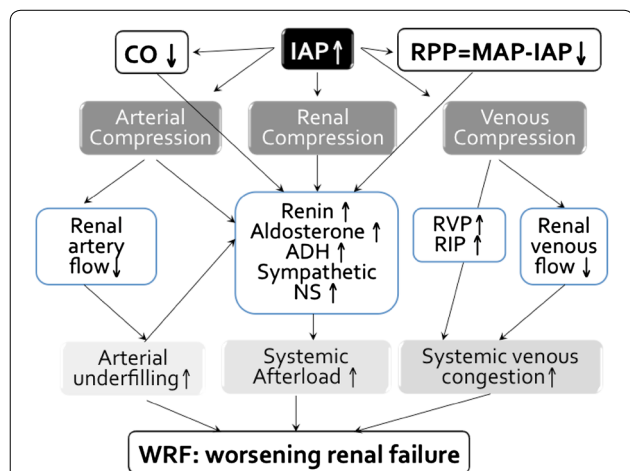 CO ↓
IAP ↑
RPP=MAP-IAP ↓
Arterial
Compression
Renal
Compression
Venous
Compression
Renal
artery
flow ↓
Renin ↑
Aldosterone ↑
ADH ↑
Sympathetic
NS ↑
RVP ↑
RIP ↑
Renal
venous
flow ↓
Arterial
underfilling ↑
Systemic
Afterload ↑
Systemic venous
congestion ↑
WRF: worsening renal failure